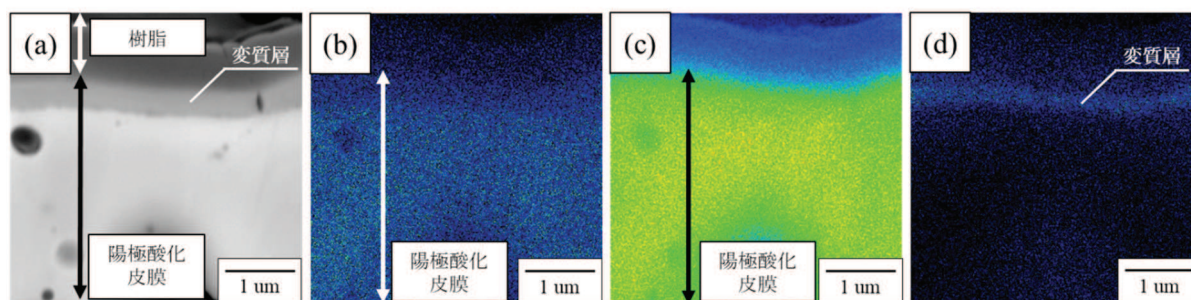 (a)
樹脂
変質層
陽極酸化
皮膜
1 um
(b)
陽極酸化
皮膜
1 um
(c)
陽極酸化
皮膜
1 um
(d)
変質層
1 um